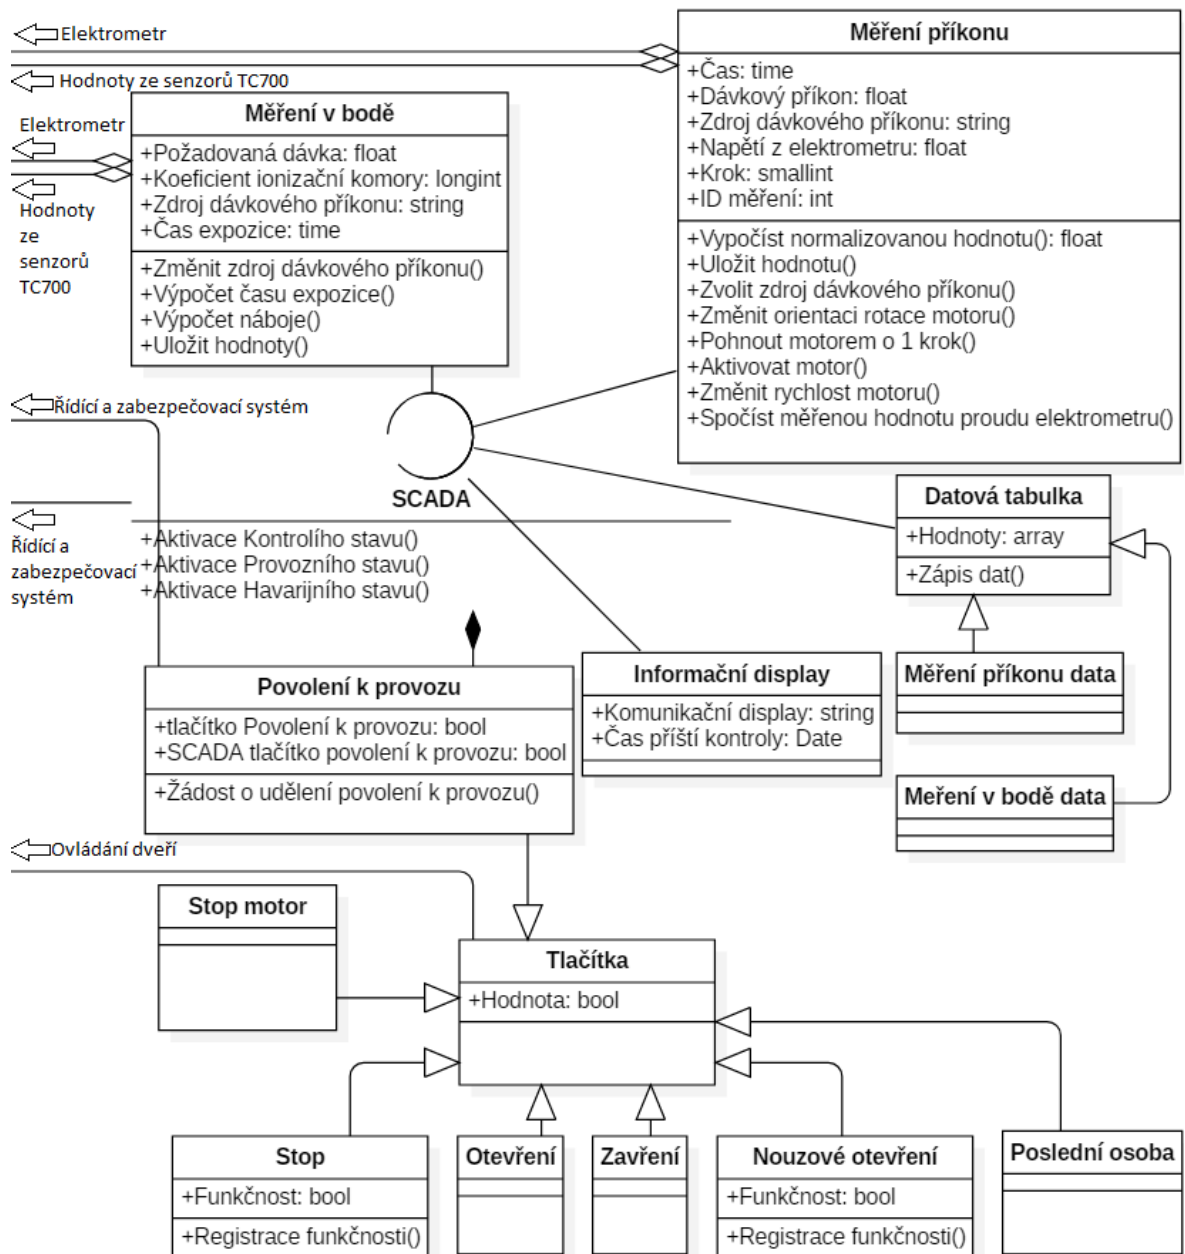 Elektrometr
Hodnoty ze senzorů TC700
Měření příkonu
+Čas: time
+Dávkový příkon: float
+Zdroj dávkového příkonu: string
+Napětí z elektrometru: float
+Krok: smallint
+ID měření: int
+Vypočíst normalizovanou hodnotu(): float
+Uložit hodnotu()
+Zvolit zdroj dávkového příkonu()
+Změnit orientaci rotace motoru()
+Pohnout motorem o 1 krok()
+Aktivovat motor()
+Změnit rychlost motoru()
+Spočíst měřenou hodnotu proudu elektrometru()
Elektrometr
Hodnoty
ze
senzorů
TC700
Měření v bodě
+Požadovaná dávka: float
+Koeficient ionizační komory: longint
+Zdroj dávkového příkonu: string
+Čas expozice: time
+Změnit zdroj dávkového příkonu()
+Výpočet času expozice()
+Výpočet náboje()
+Uložit hodnoty()
Řídící a zabezpečovací systém
SCADA
Datová tabulka
+Hodnoty: array
+Zápis dat()
Řídící a
zabezpečovací
systém
+Aktivace Kontrolího stavu()
+Aktivace Provozního stavu()
+Aktivace Havarijního stavu()
Povolení k provozu
+tlačítko Povolení k provozu: bool
+SCADA tlačítko povolení k provozu: bool
+Žádost o udělení povolení k provozu()
Informační display
+Komunikační display: string
+Čas příští kontroly: Date
Měření příkonu data
Meření v bodě data
Ovládání dveří
Stop motor
Tlačítka
+Hodnota: bool
Stop
+Funkčnost: bool
+Registrace funkčnosti()
Otevření
Zavření
Nouzové otevření
+Funkčnost: bool
+Registrace funkčnosti()
Poslední osoba